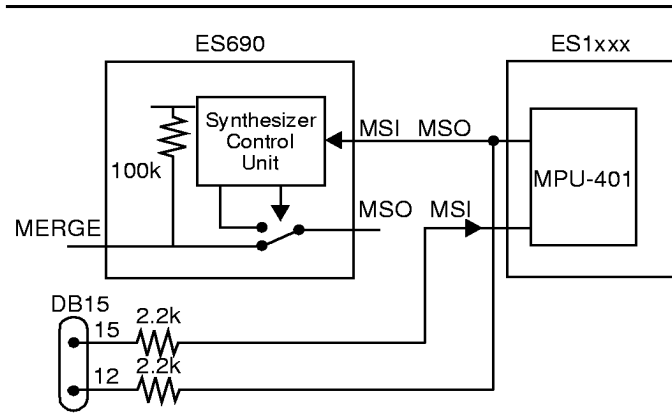 ES690
ES1xxx
Synthesizer
Control
Unit
100k
MSI MSO
MPU-401
MERGE
MSO MSI
DB15
15
2.2k
12
2.2k